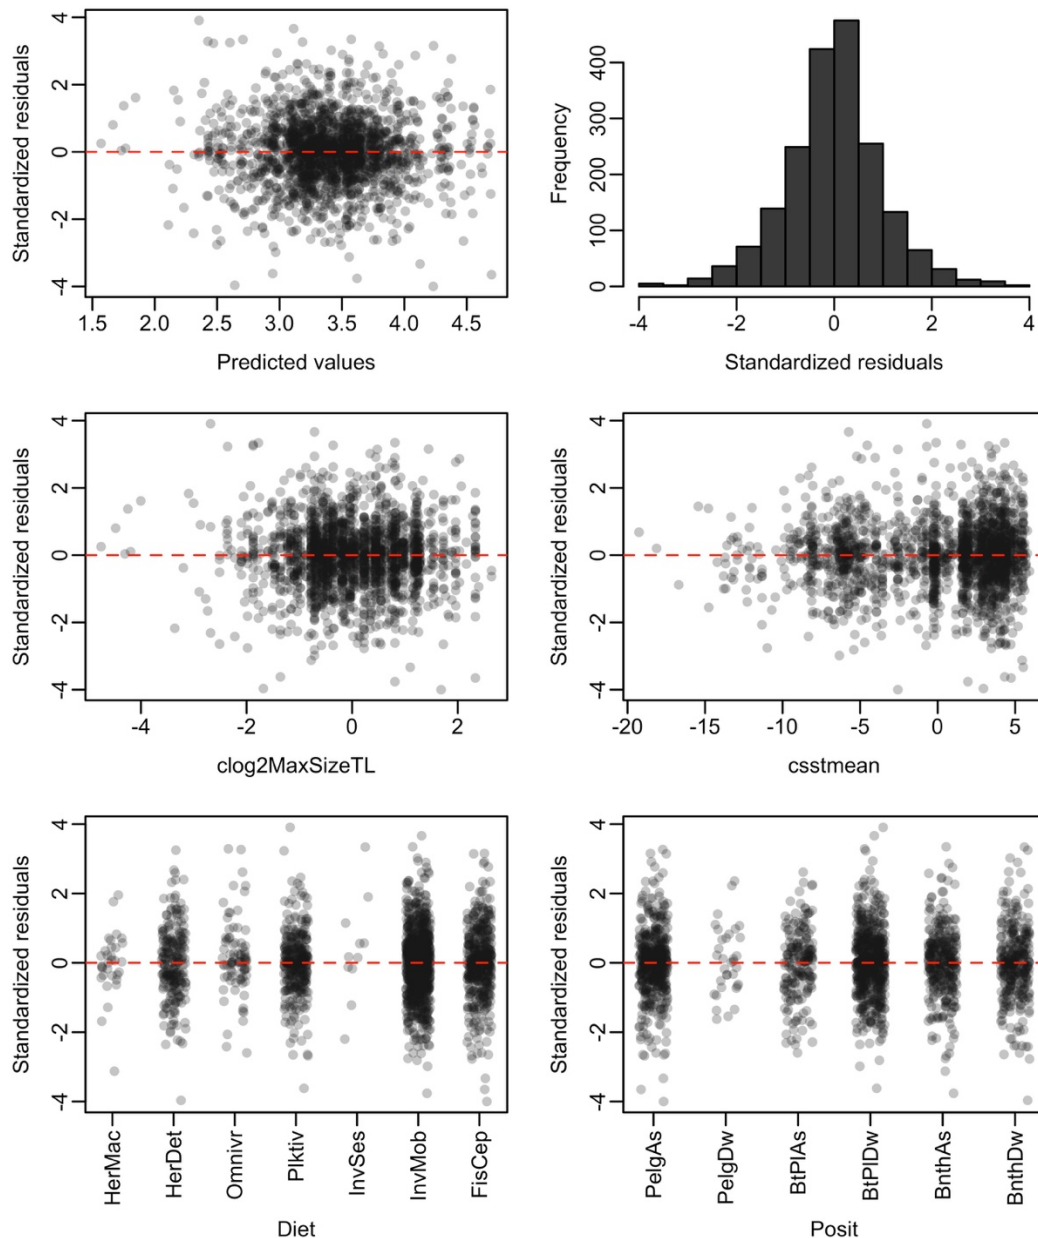 Standardized residuals
4
2
0
-2
-4
1.5 2.0 2.5 3.0 3.5 4.0 4.5
Predicted values
Frequency
400
300
200
100
0
-4 -2 0 2 4
Standardized residuals
Standardized residuals
4
2
0
-2
-4
-4 -2 0 2
clog2MaxSizeTL
Standardized residuals
4
2
0
-2
-4
-20 -15 -10 -5 0 5
csstmean
Standardized residuals
4
2
0
-2
-4
HerMac
HerDet
Omnivr
Plktiv
InvSes
InvMob
FisCep
Diet
Standardized residuals
4
2
0
-2
-4
PelgAs
PelgDw
BtPlAs
BtPlDw
BnthAs
BnthDw
Posit